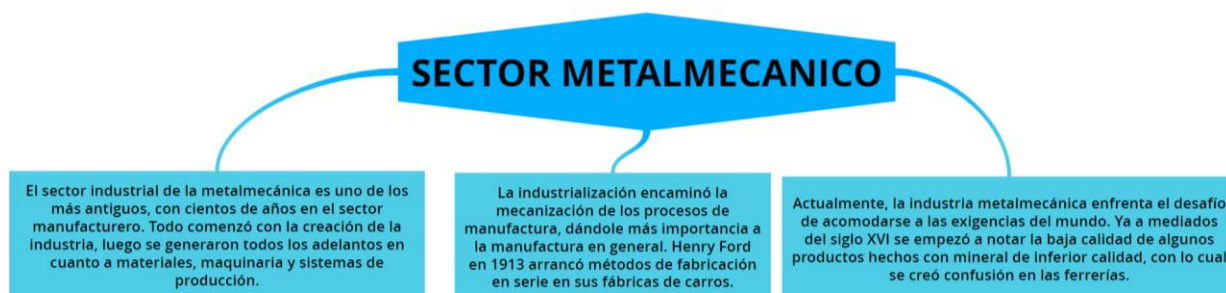 SECTOR METALMECANICO
El sector industrial de la metalmecánica es uno de los
más antiguos, con cientos de años en el sector
manufacturero. Todo comenzó con la creación de la
industria, luego se generaron todos los adelantos en
cuanto a materiales, maquinaria y sistemas de
producción.
La industrialización encaminó la
mecanización de los procesos de
manufactura, dándole más importancia a
la manufactura en general. Henry Ford
en 1913 arrancó métodos de fabricación
en serie en sus fábricas de carros.
Actualmente, la industria metalmecánica enfrenta el desafío
de acomodarse a las exigencias del mundo. Ya a mediados
del siglo XVI se empezó a notar la baja calidad de algunos
productos hechos con mineral de inferior calidad, con lo cual
se creó confusión en las ferrerías.